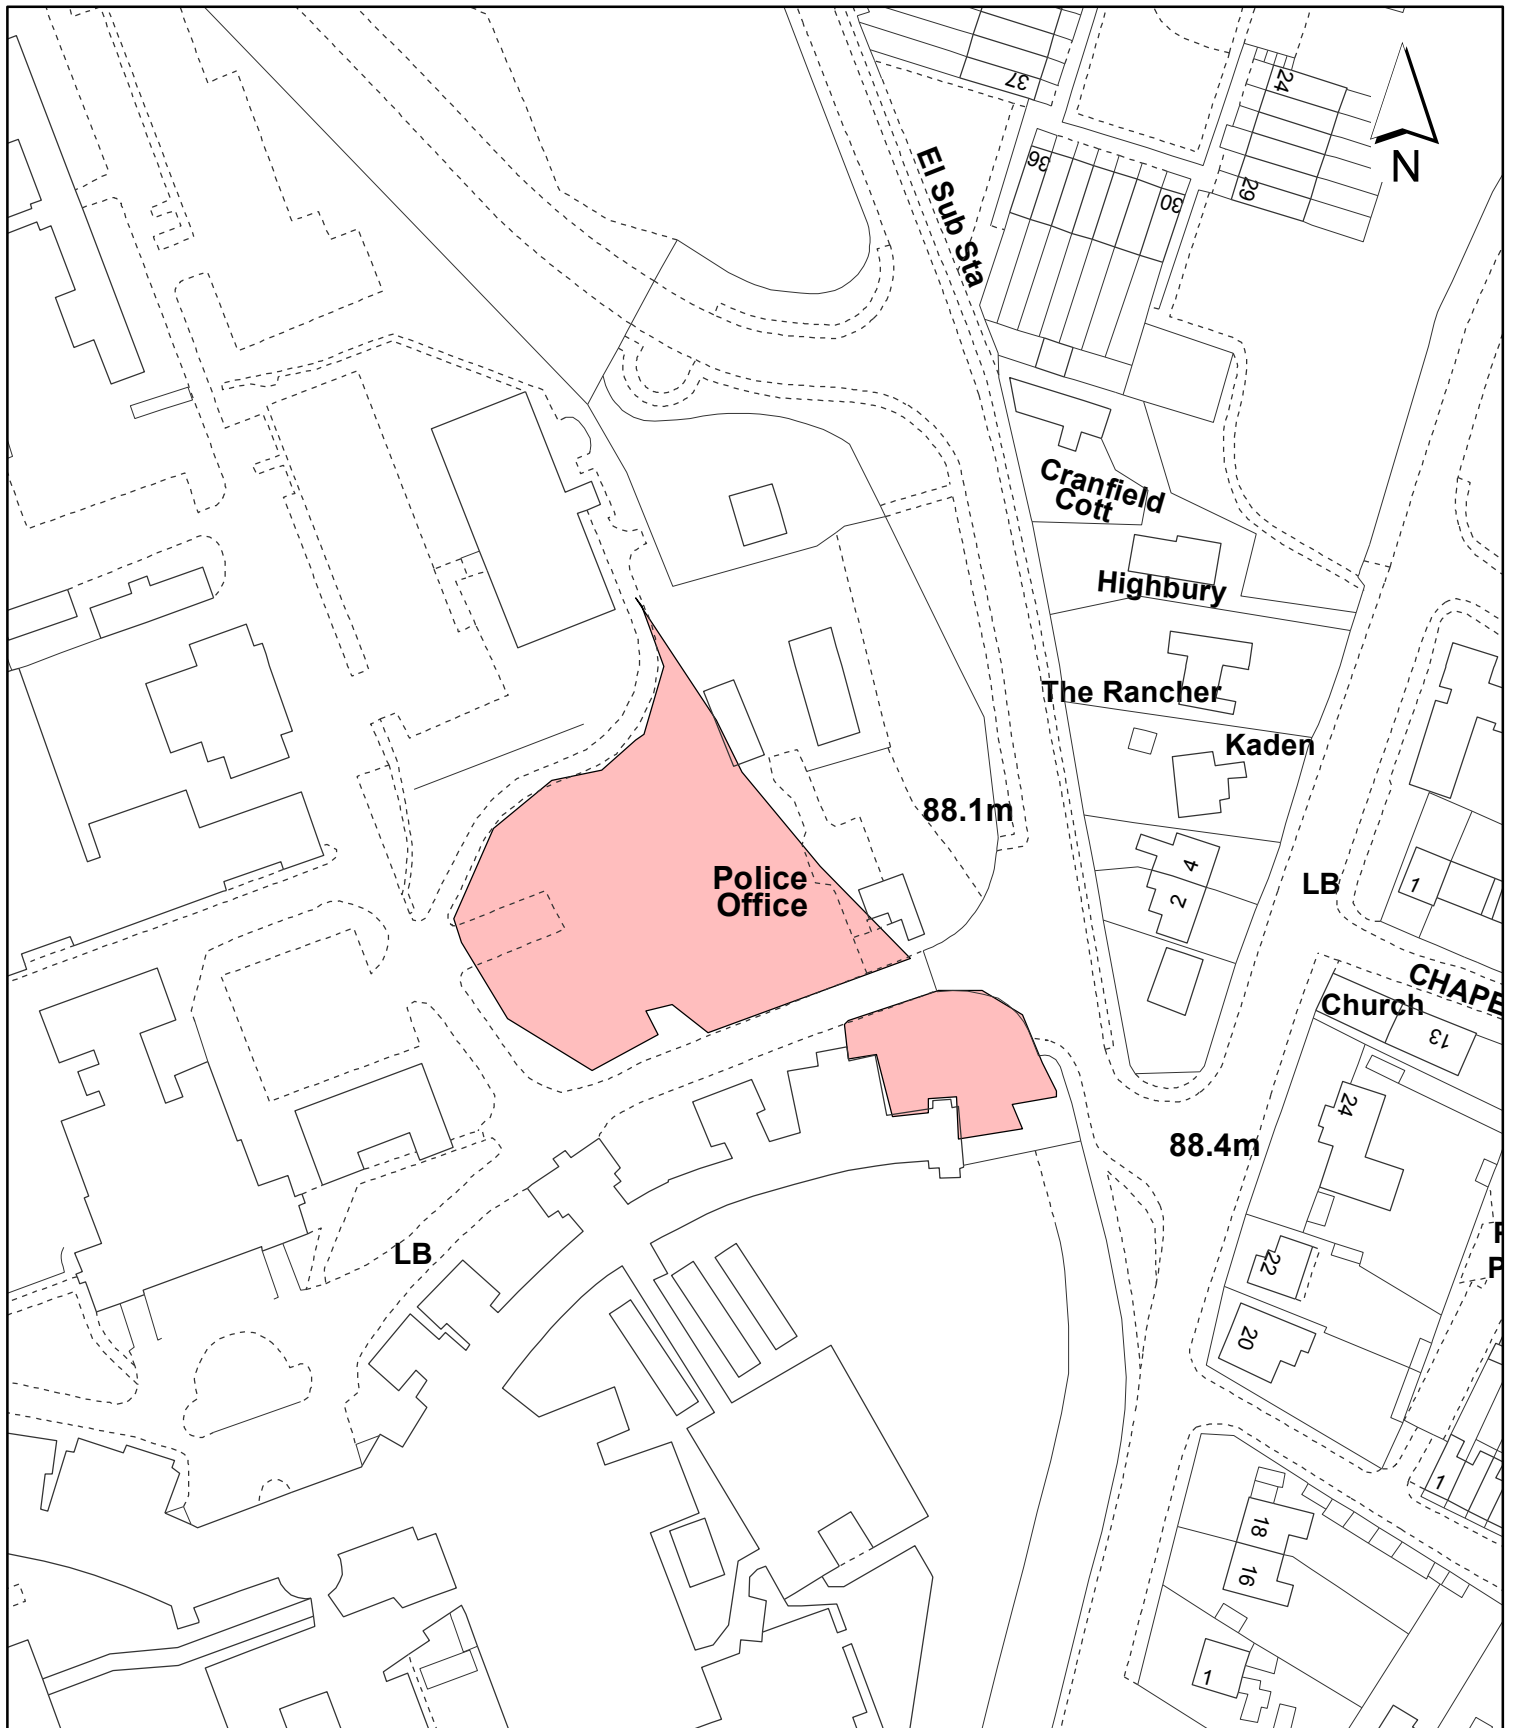 37
24
El Sub Sta
36
29
30
N
Cranfield
Cott
Highbury
The Rancher
Kaden
88.1m
4
2
Police
Office
LB
1
CHAPE
Church
13
24
88.4m
LB
22
20
1
18
16
1